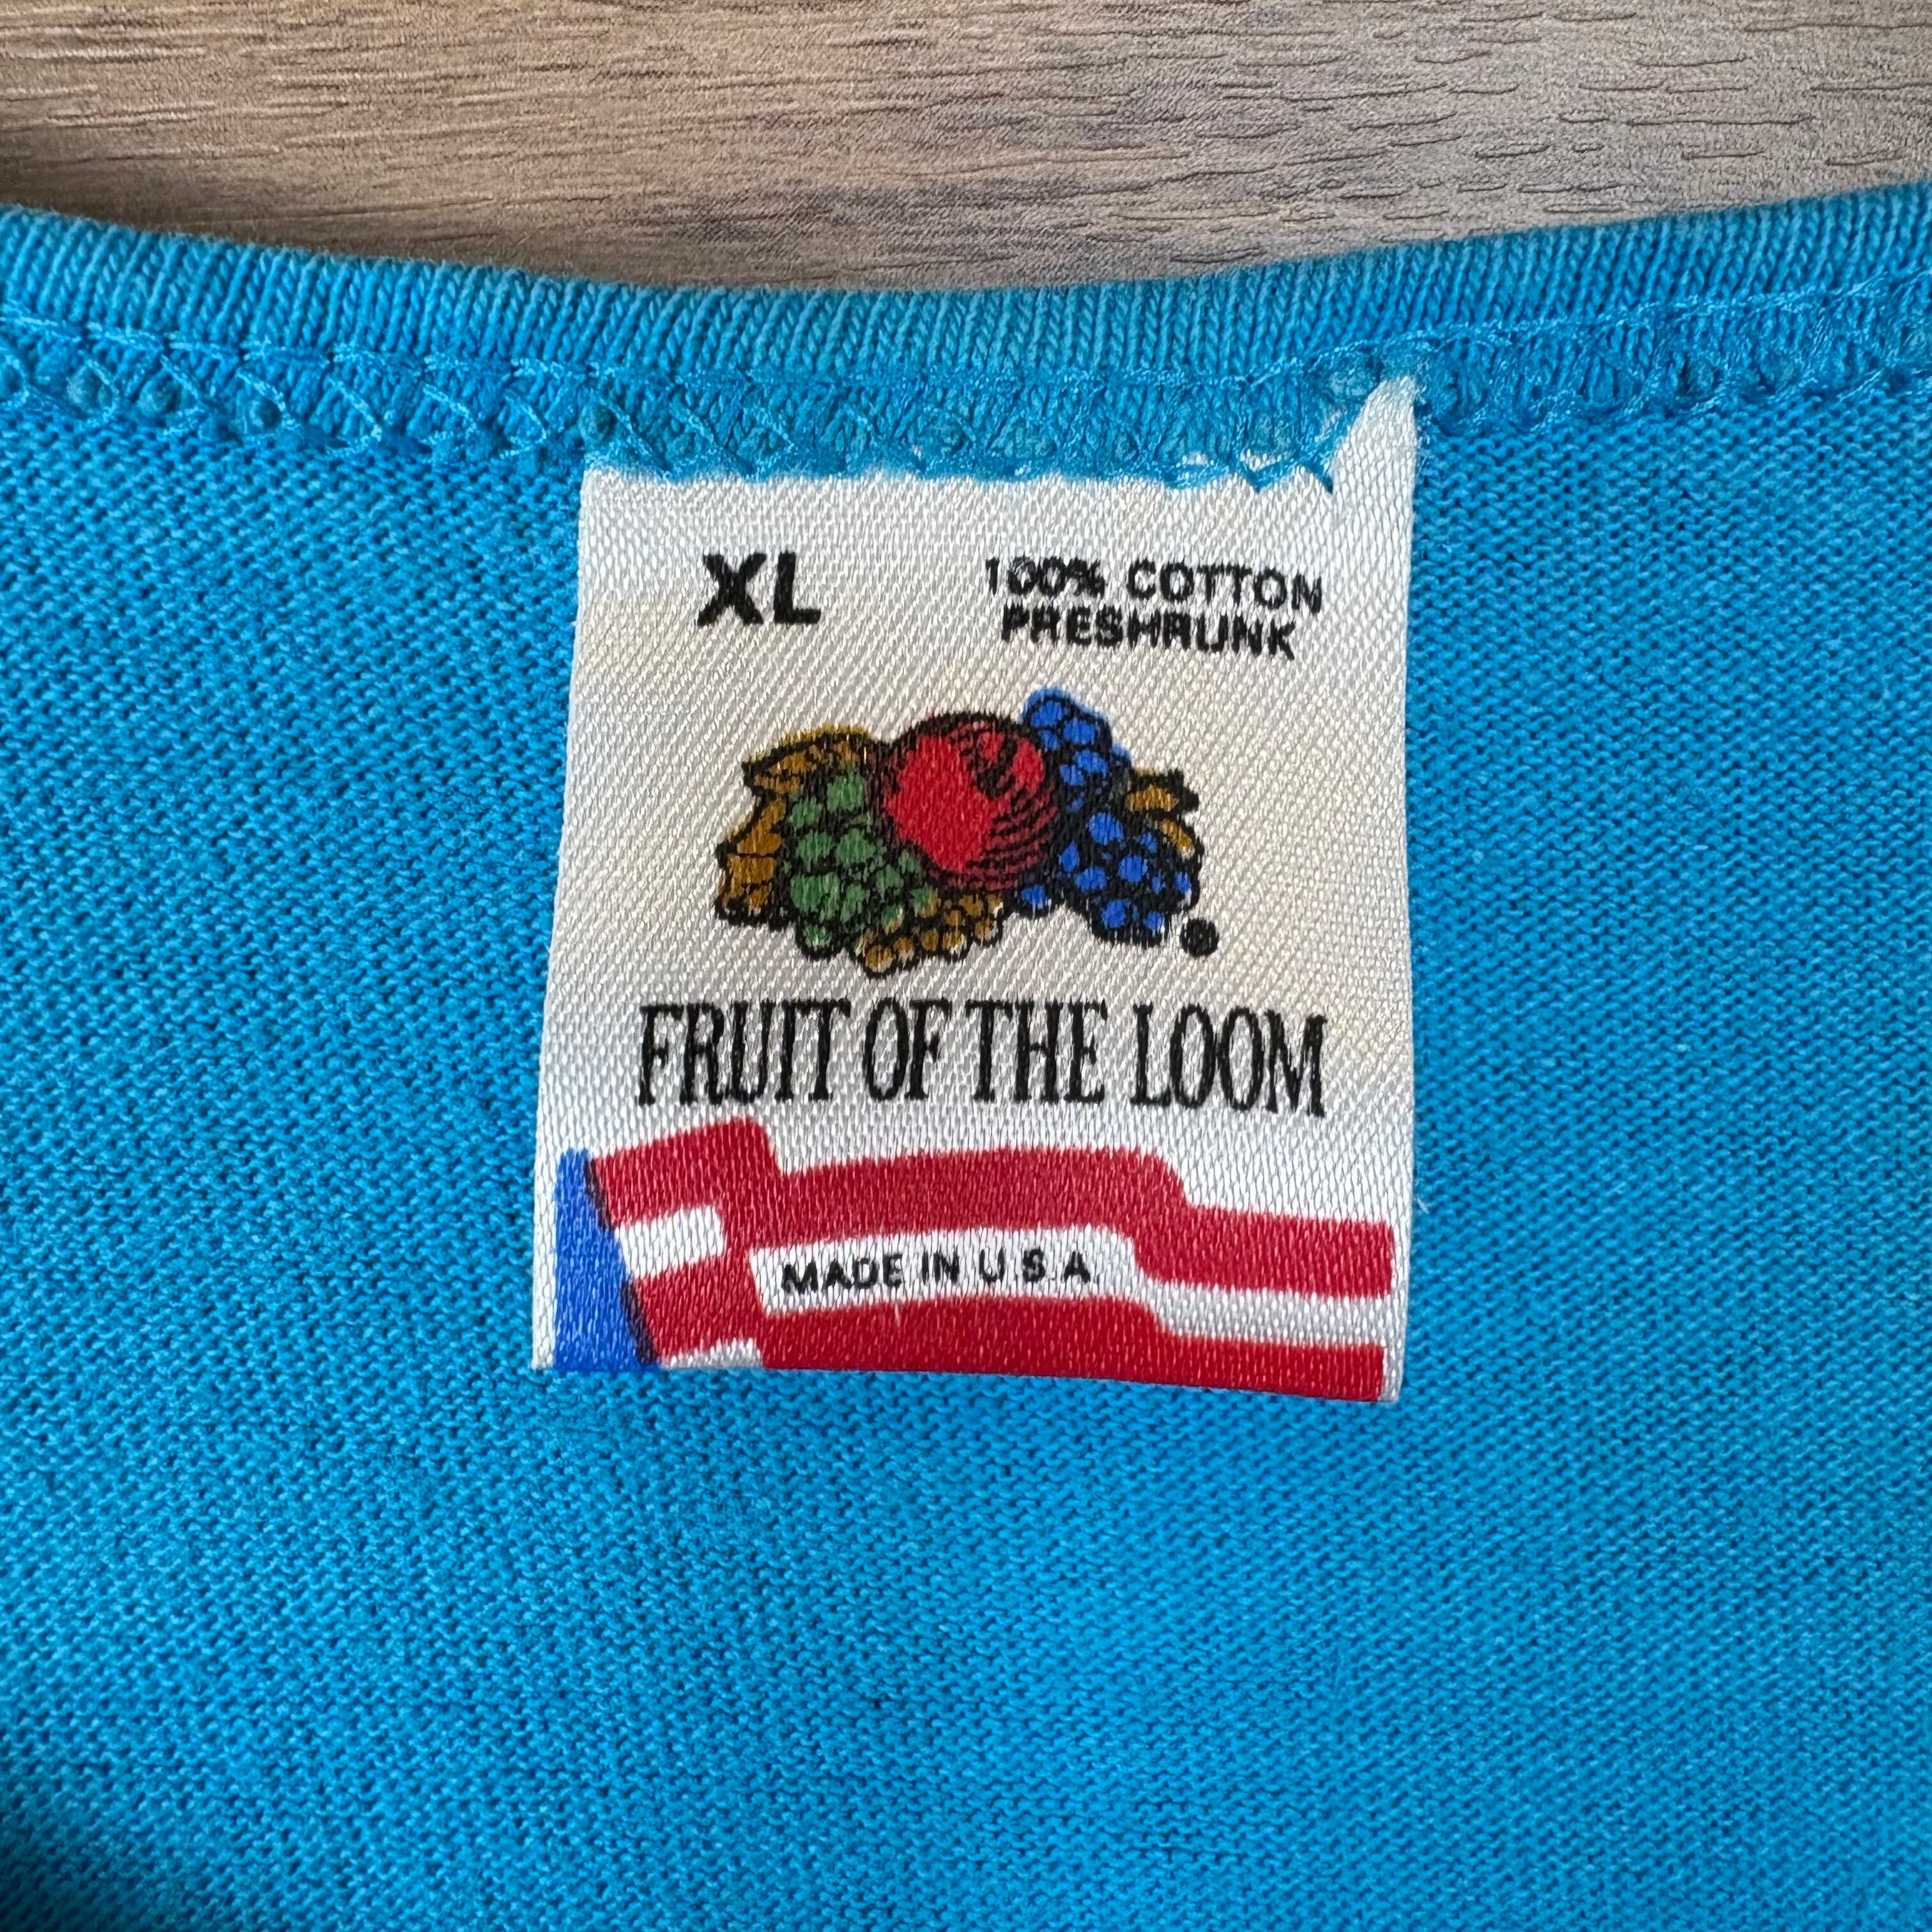 XL
100% COTTON
PRESHRUNK
FRUIT OF THE LOOM
MADE IN U.S.A.